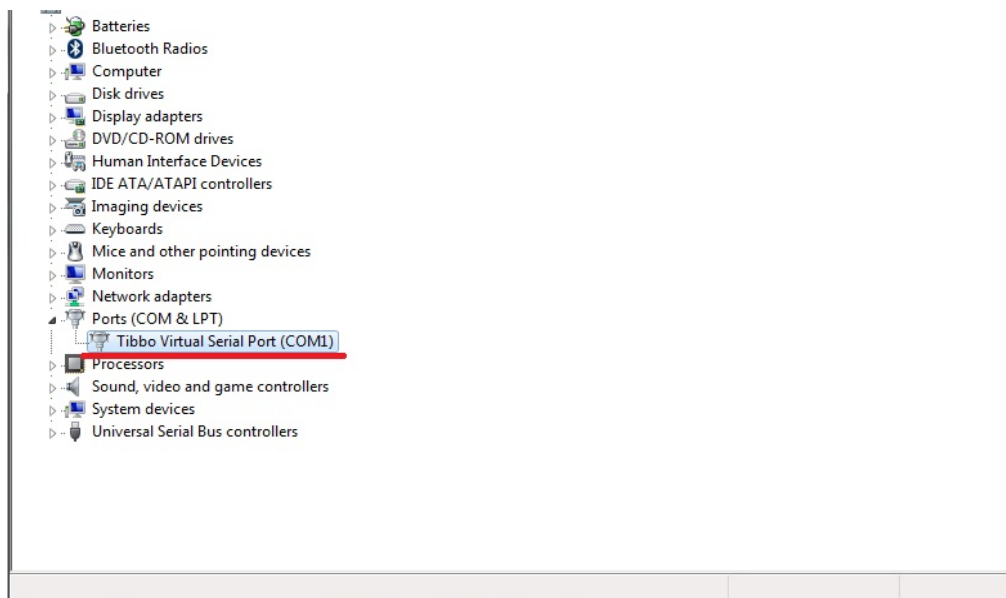 Batteries
Bluetooth Radios
Computer
Disk drives
Display adapters
DVD/CD-ROM drives
Human Interface Devices
IDE ATA/ATAPI controllers
Imaging devices
Keyboards
Mice and other pointing devices
Monitors
Network adapters
Ports (COM & LPT)
Tibbo Virtual Serial Port (COM1)
Processors
Sound, video and game controllers
System devices
Universal Serial Bus controllers